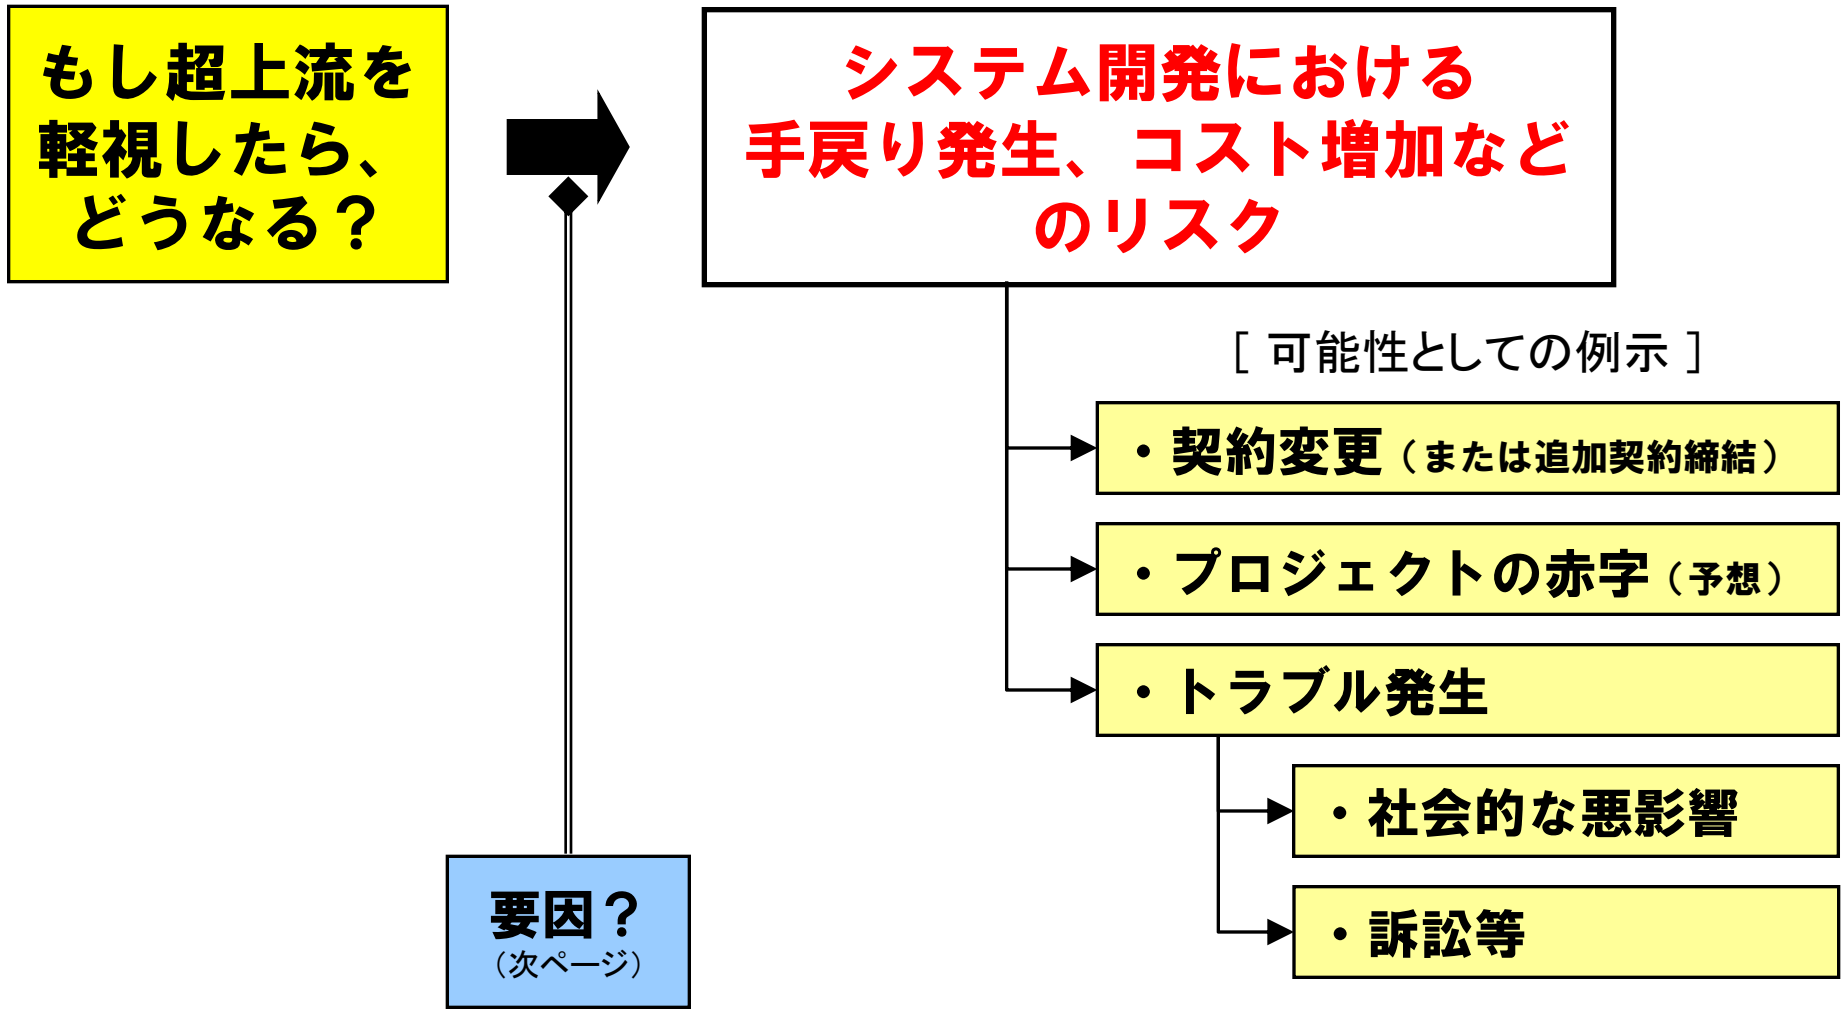 もし超上流を
軽視したら、
どうなる？
システム開発における
手戻り発生、コスト増加など
のリスク
［ 可能性としての例示 ］
・契約変更（または追加契約締結）
・プロジェクトの赤字（予想）
・トラブル発生
・社会的な悪影響
・訴訟等
要因？
（次ページ）